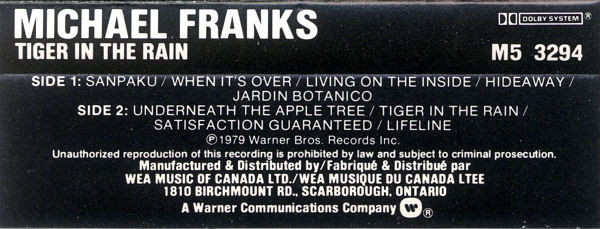 MICHAEL FRANKS
TIGER IN THE RAIN
DOLBY SYSTEM ®
M5 3294
SIDE 1: SANPAKU / WHEN IT'S OVER / LIVING ON THE INSIDE / HIDEAWAY /
JARDIN BOTANICO
SIDE 2: UNDERNEATH THE APPLE TREE / TIGER IN THE RAIN /
SATISFACTION GUARANTEED / LIFELINE
℗1979 Warner Bros. Records Inc.
Unauthorized reproduction of this recording is prohibited by law and subject to criminal prosecution.
Manufactured & Distributed by/Fabriqué & Distribué par
WEA MUSIC OF CANADA LTD./WEA MUSIQUE DU CANADA LTEE
1810 BIRCHMOUNT RD., SCARBOROUGH, ONTARIO
A Warner Communications Company ®